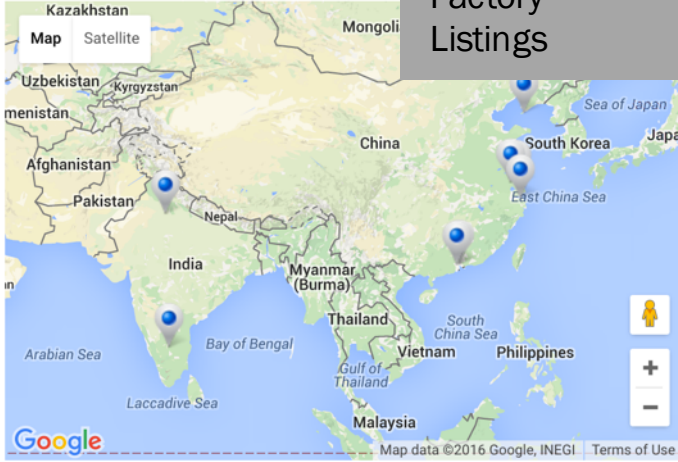 Kazakhstan
Factory
Listings
Map Satellite
Mongoli
Uzbekistan
Kyrgyzstan
menistan
Sea of Japan
China
South Korea
Japa
Afghanistan
Pakistan
East China Sea
Nepal
India
Myanmar
(Burma)
Thailand
South
China Sea
Bay of Bengal
Vietnam
Philippines
Arabian Sea
Gulf of
Thailand
Laccadive Sea
Malaysia
Google
Map data ©2016 Google, INEGI Terms of Use